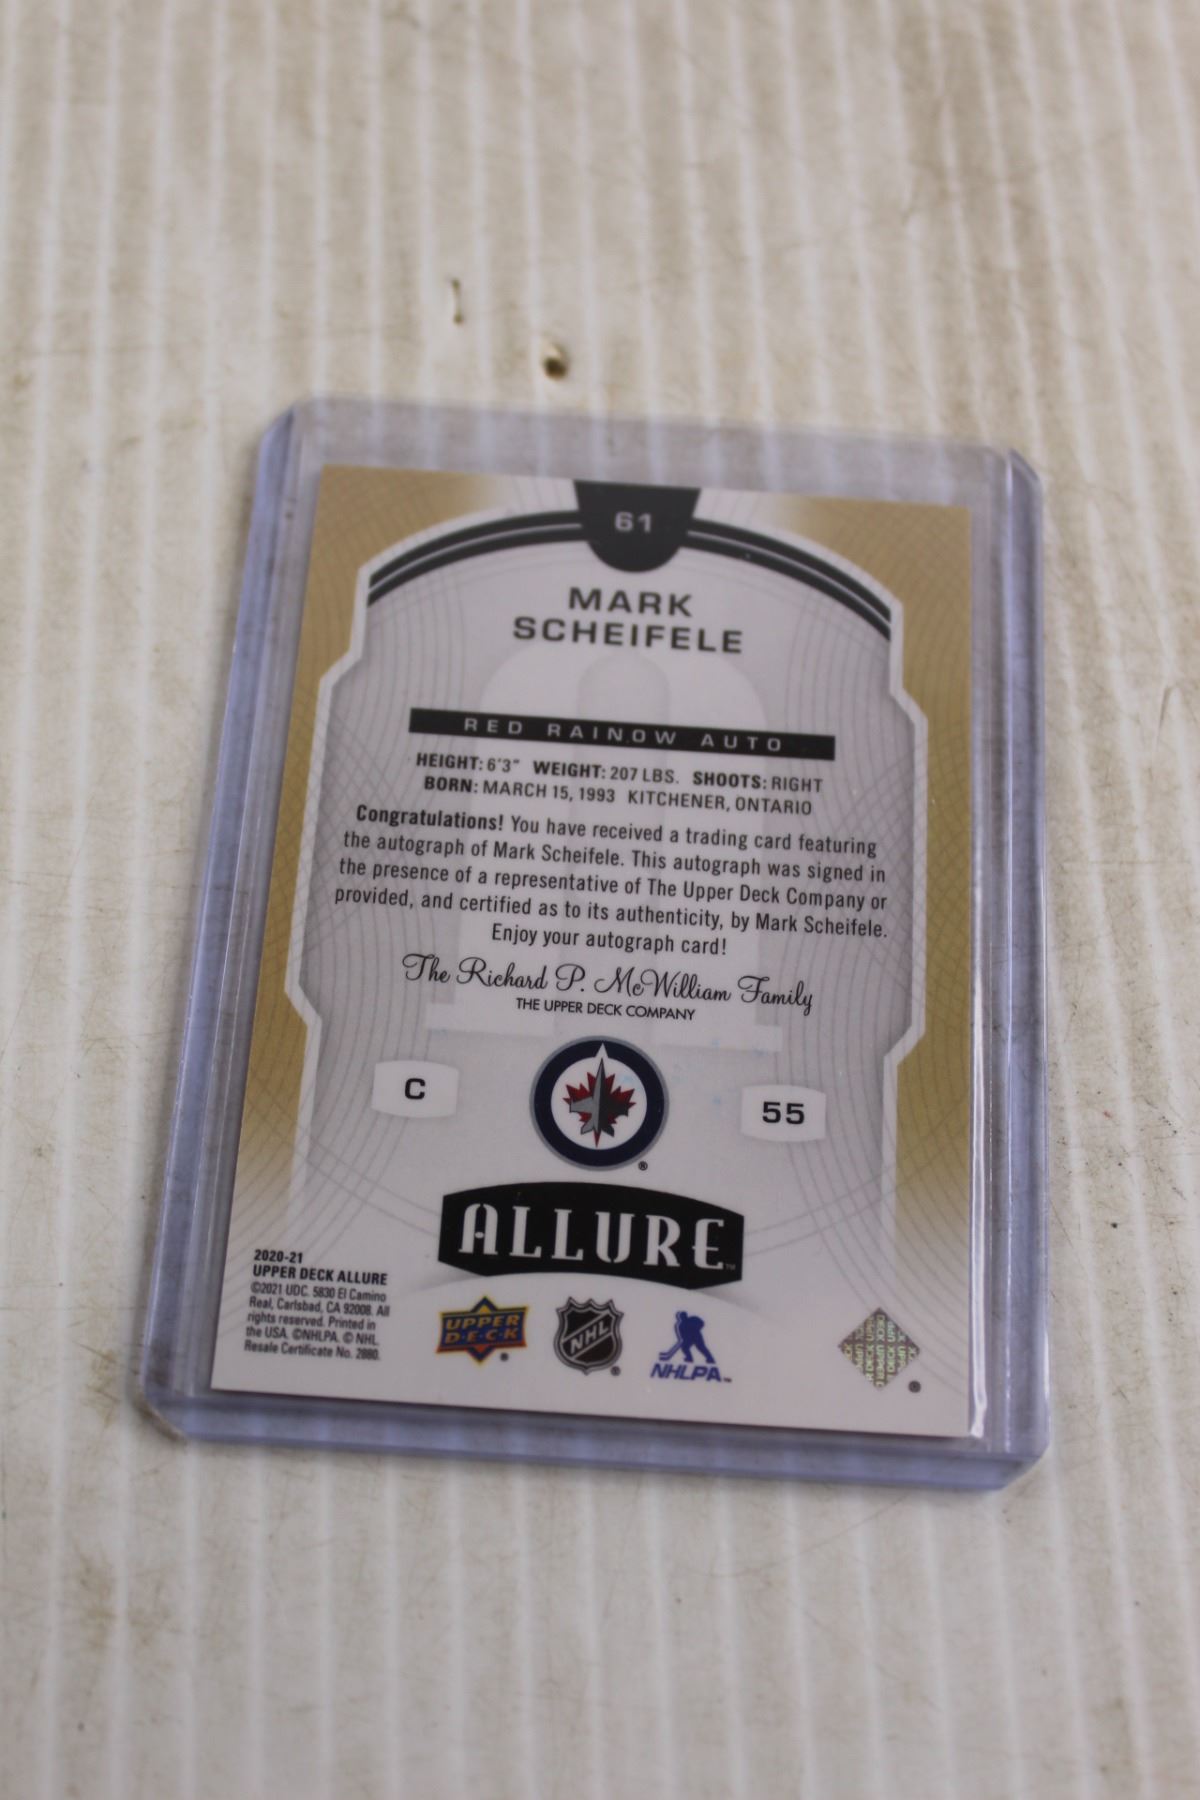 61
MARK
SCHEIFELE
RED RAINOW AUTO
HEIGHT: 6'3" WEIGHT: 207 LBS. SHOOTS: RIGHT
BORN: MARCH 15, 1993 KITCHENER, ONTARIO
Congratulations! You have received a trading card featuring
the autograph of Mark Scheifele. This autograph was signed in
the presence of a representative of The Upper Deck Company or
provided, and certified as to its authenticity, by Mark Scheifele.
Enjoy your autograph card!
The Richard P. McWilliam Family
THE UPPER DECK COMPANY
C
55
®
ALLURE™
2020-21
UPPER DECK ALLURE
©2021 UDC. 5830 El Camino
Real, Carlsbad, CA 92008. All
rights reserved. Printed in
the USA. ©NHLPA. © NHL.
Resale Certificate No. 2880.
UPPER
D·E·C·K®
NHL®
NHLPA™
UPPER DECK
®